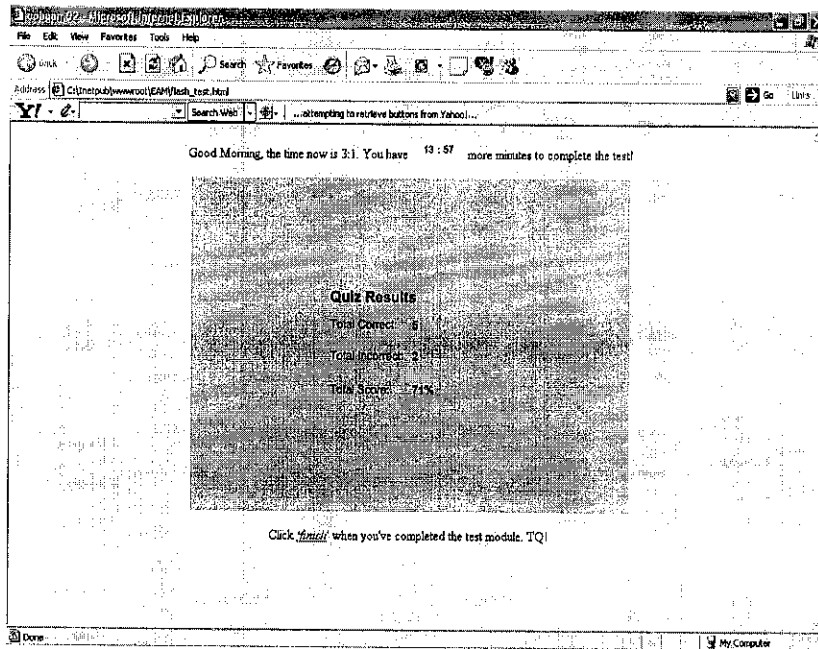 Microsoft Internet Explorer
File Edit View Favorites Tools Help
Back Search Favorites
Address C:\Inetpub\wwwroot\EAM\flash_test.html Go Links
Y! Search Web ...attempting to retrieve buttons from Yahoo!...
Good Morning, the time now is 3:1. You have 13 : 57 more minutes to complete the test!
Quiz Results
Total Correct: 5
Total Incorrect: 2
Total Score: 71%
Click 'finish' when you've completed the test module. TQ!
Done My Computer